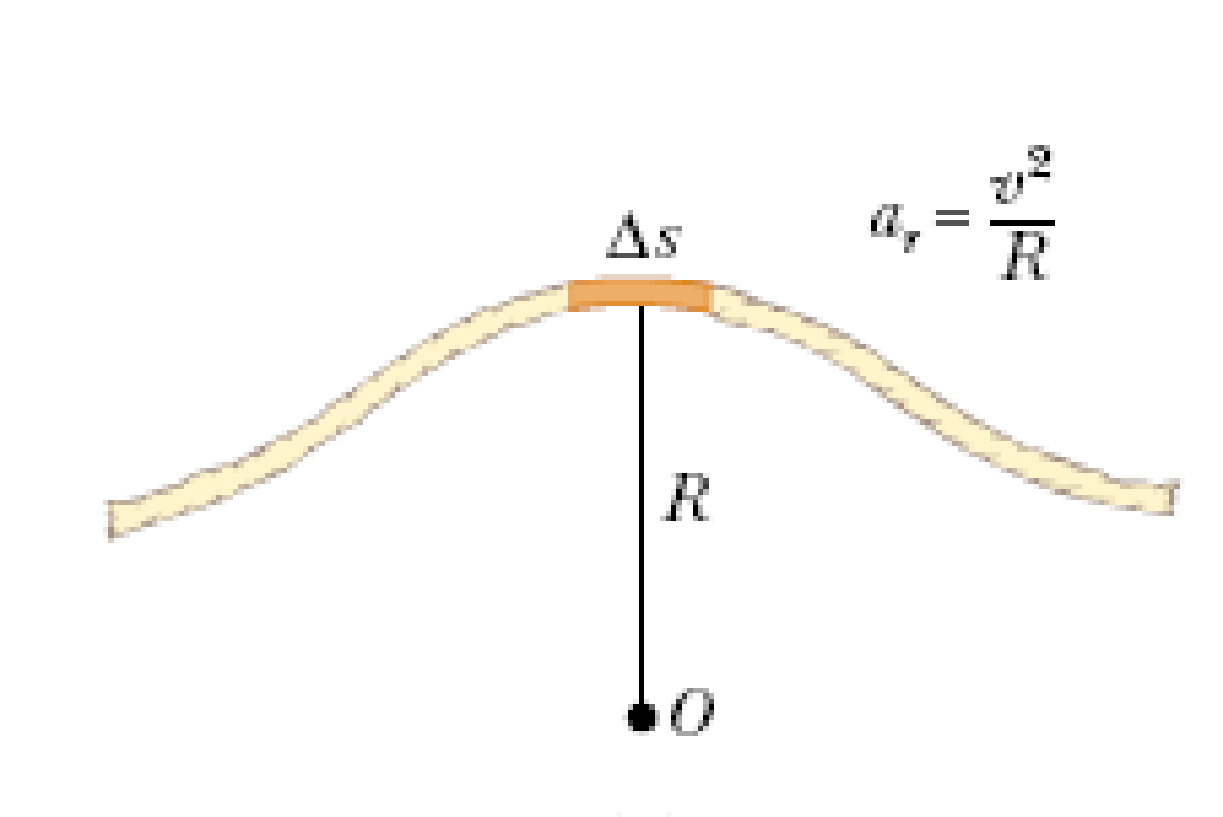 Δs
a_r = v²/R
R
O